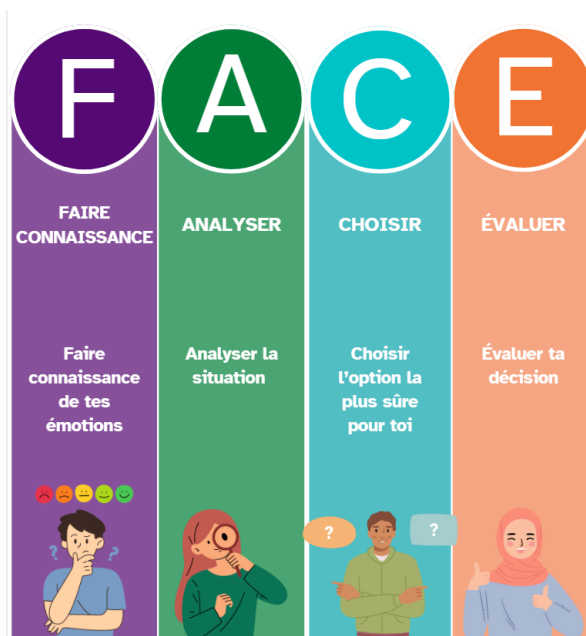 F
FAIRE
CONNAISSANCE
Faire
connaissance
de tes
émotions
? ?
A
ANALYSER
Analyser la
situation
C
CHOISIR
Choisir
l'option la
plus sûre
pour toi
? ?
E
ÉVALUER
Évaluer ta
décision